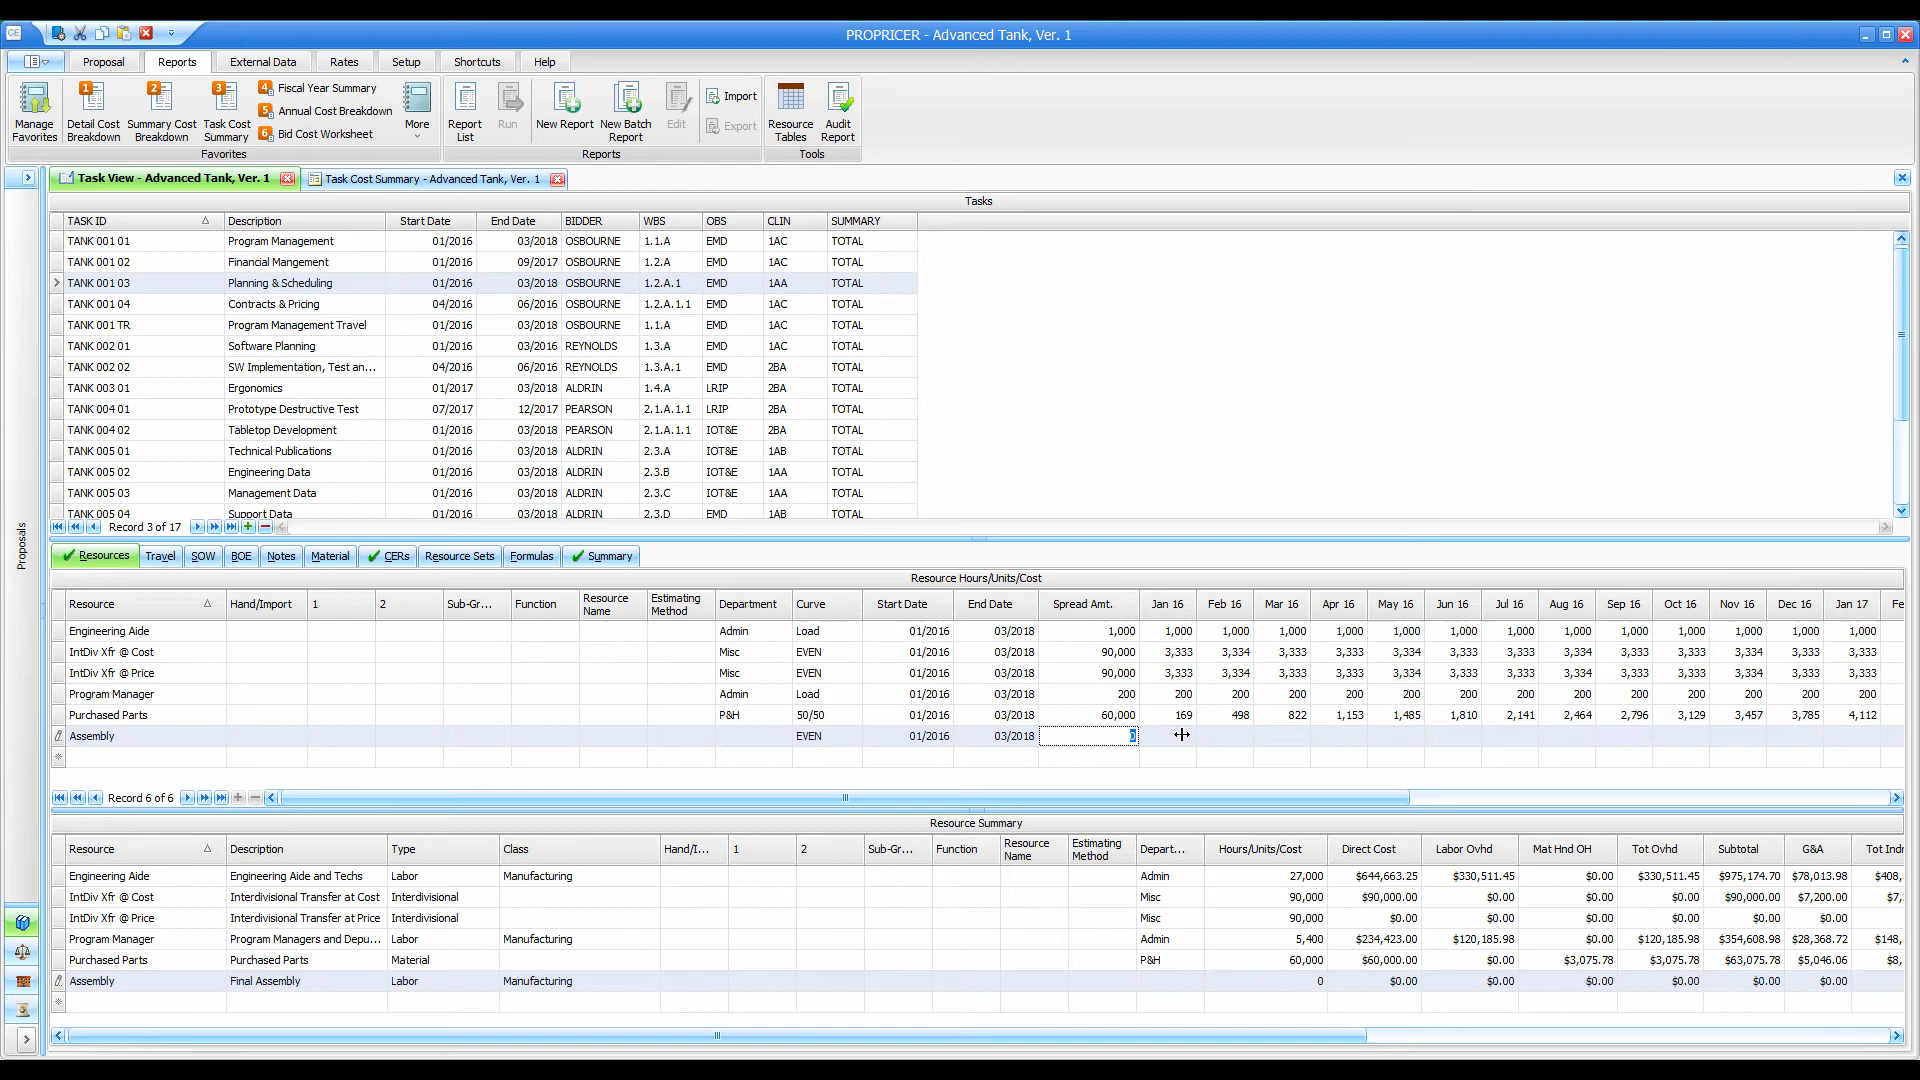 CE
PROPRICER - Advanced Tank, Ver. 1
Proposal Reports External Data Rates Setup Shortcuts Help
Manage Favorites
1 Detail Cost Breakdown
2 Summary Cost Breakdown
3 Task Cost Summary
4 Fiscal Year Summary
5 Annual Cost Breakdown
6 Bid Cost Worksheet
More
Report List
Run
New Report
New Batch Report
Edit
Import
Export
Resource Tables
Audit Report
Favorites Reports Tools
Task View - Advanced Tank, Ver. 1 Task Cost Summary - Advanced Tank, Ver. 1
Proposals
Tasks
TASK ID Description Start Date End Date BIDDER WBS OBS CLIN SUMMARY
TANK 001 01 Program Management 01/2016 03/2018 OSBOURNE 1.1.A EMD 1AC TOTAL
TANK 001 02 Financial Mangement 01/2016 09/2017 OSBOURNE 1.2.A EMD 1AC TOTAL
TANK 001 03 Planning & Scheduling 01/2016 03/2018 OSBOURNE 1.2.A.1 EMD 1AA TOTAL
TANK 001 04 Contracts & Pricing 04/2016 06/2016 OSBOURNE 1.2.A.1.1 EMD 1AC TOTAL
TANK 001 TR Program Management Travel 01/2016 03/2018 OSBOURNE 1.1.A EMD 1AC TOTAL
TANK 002 01 Software Planning 01/2016 03/2016 REYNOLDS 1.3.A EMD 1AC TOTAL
TANK 002 02 SW Implementation, Test an... 04/2016 06/2016 REYNOLDS 1.3.A.1 EMD 2BA TOTAL
TANK 003 01 Ergonomics 01/2017 03/2018 ALDRIN 1.4.A LRIP 2BA TOTAL
TANK 004 01 Prototype Destructive Test 07/2017 12/2017 PEARSON 2.1.A.1.1 LRIP 2BA TOTAL
TANK 004 02 Tabletop Development 01/2016 03/2018 PEARSON 2.1.A.1.1 IOT&E 2BA TOTAL
TANK 005 01 Technical Publications 01/2016 03/2018 ALDRIN 2.3.A IOT&E 1AB TOTAL
TANK 005 02 Engineering Data 01/2016 03/2018 ALDRIN 2.3.B IOT&E 1AA TOTAL
TANK 005 03 Management Data 01/2016 03/2018 ALDRIN 2.3.C IOT&E 1AA TOTAL
TANK 005 04 Support Data 01/2016 03/2018 ALDRIN 2.3.D IOT&E 1AB TOTAL
Record 3 of 17
Resources Travel SOW BOE Notes Material CERs Resource Sets Formulas Summary
Resource Hours/Units/Cost
Resource Hand/Import 1 2 Sub-Gr... Function Resource Name Estimating Method Department Curve Start Date End Date Spread Amt. Jan 16 Feb 16 Mar 16 Apr 16 May 16 Jun 16 Jul 16 Aug 16 Sep 16 Oct 16 Nov 16 Dec 16 Jan 17 Fe
Engineering Aide Admin Load 01/2016 03/2018 1,000 1,000 1,000 1,000 1,000 1,000 1,000 1,000 1,000 1,000 1,000 1,000 1,000 1,000
IntDiv Xfr @ Cost Misc EVEN 01/2016 03/2018 90,000 3,333 3,334 3,333 3,333 3,334 3,333 3,333 3,334 3,333 3,333 3,334 3,333 3,333
IntDiv Xfr @ Price Misc EVEN 01/2016 03/2018 90,000 3,333 3,334 3,333 3,333 3,334 3,333 3,333 3,334 3,333 3,333 3,334 3,333 3,333
Program Manager Admin Load 01/2016 03/2018 200 200 200 200 200 200 200 200 200 200 200 200 200 200
Purchased Parts P&H 50/50 01/2016 03/2018 60,000 169 498 822 1,153 1,485 1,810 2,141 2,464 2,796 3,129 3,457 3,785 4,112
Assembly EVEN 01/2016 03/2018 0
Record 6 of 6
Resource Summary
Resource Description Type Class Hand/I... 1 2 Sub-Gr... Function Resource Name Estimating Method Depart... Hours/Units/Cost Direct Cost Labor Ovhd Mat Hnd OH Tot Ovhd Subtotal G&A Tot Indr
Engineering Aide Engineering Aide and Techs Labor Manufacturing Admin 27,000 $644,663.25 $330,511.45 $0.00 $330,511.45 $975,174.70 $78,013.98 $408,
IntDiv Xfr @ Cost Interdivisional Transfer at Cost Interdivisional Misc 90,000 $90,000.00 $0.00 $0.00 $0.00 $90,000.00 $7,200.00 $7,
IntDiv Xfr @ Price Interdivisional Transfer at Price Interdivisional Misc 90,000 $0.00 $0.00 $0.00 $0.00 $0.00 $0.00
Program Manager Program Managers and Depu... Labor Manufacturing Admin 5,400 $234,423.00 $120,185.98 $0.00 $120,185.98 $354,608.98 $28,368.72 $148,
Purchased Parts Purchased Parts Material P&H 60,000 $60,000.00 $0.00 $3,075.78 $3,075.78 $63,075.78 $5,046.06 $8,
Assembly Final Assembly Labor Manufacturing 0 $0.00 $0.00 $0.00 $0.00 $0.00 $0.00